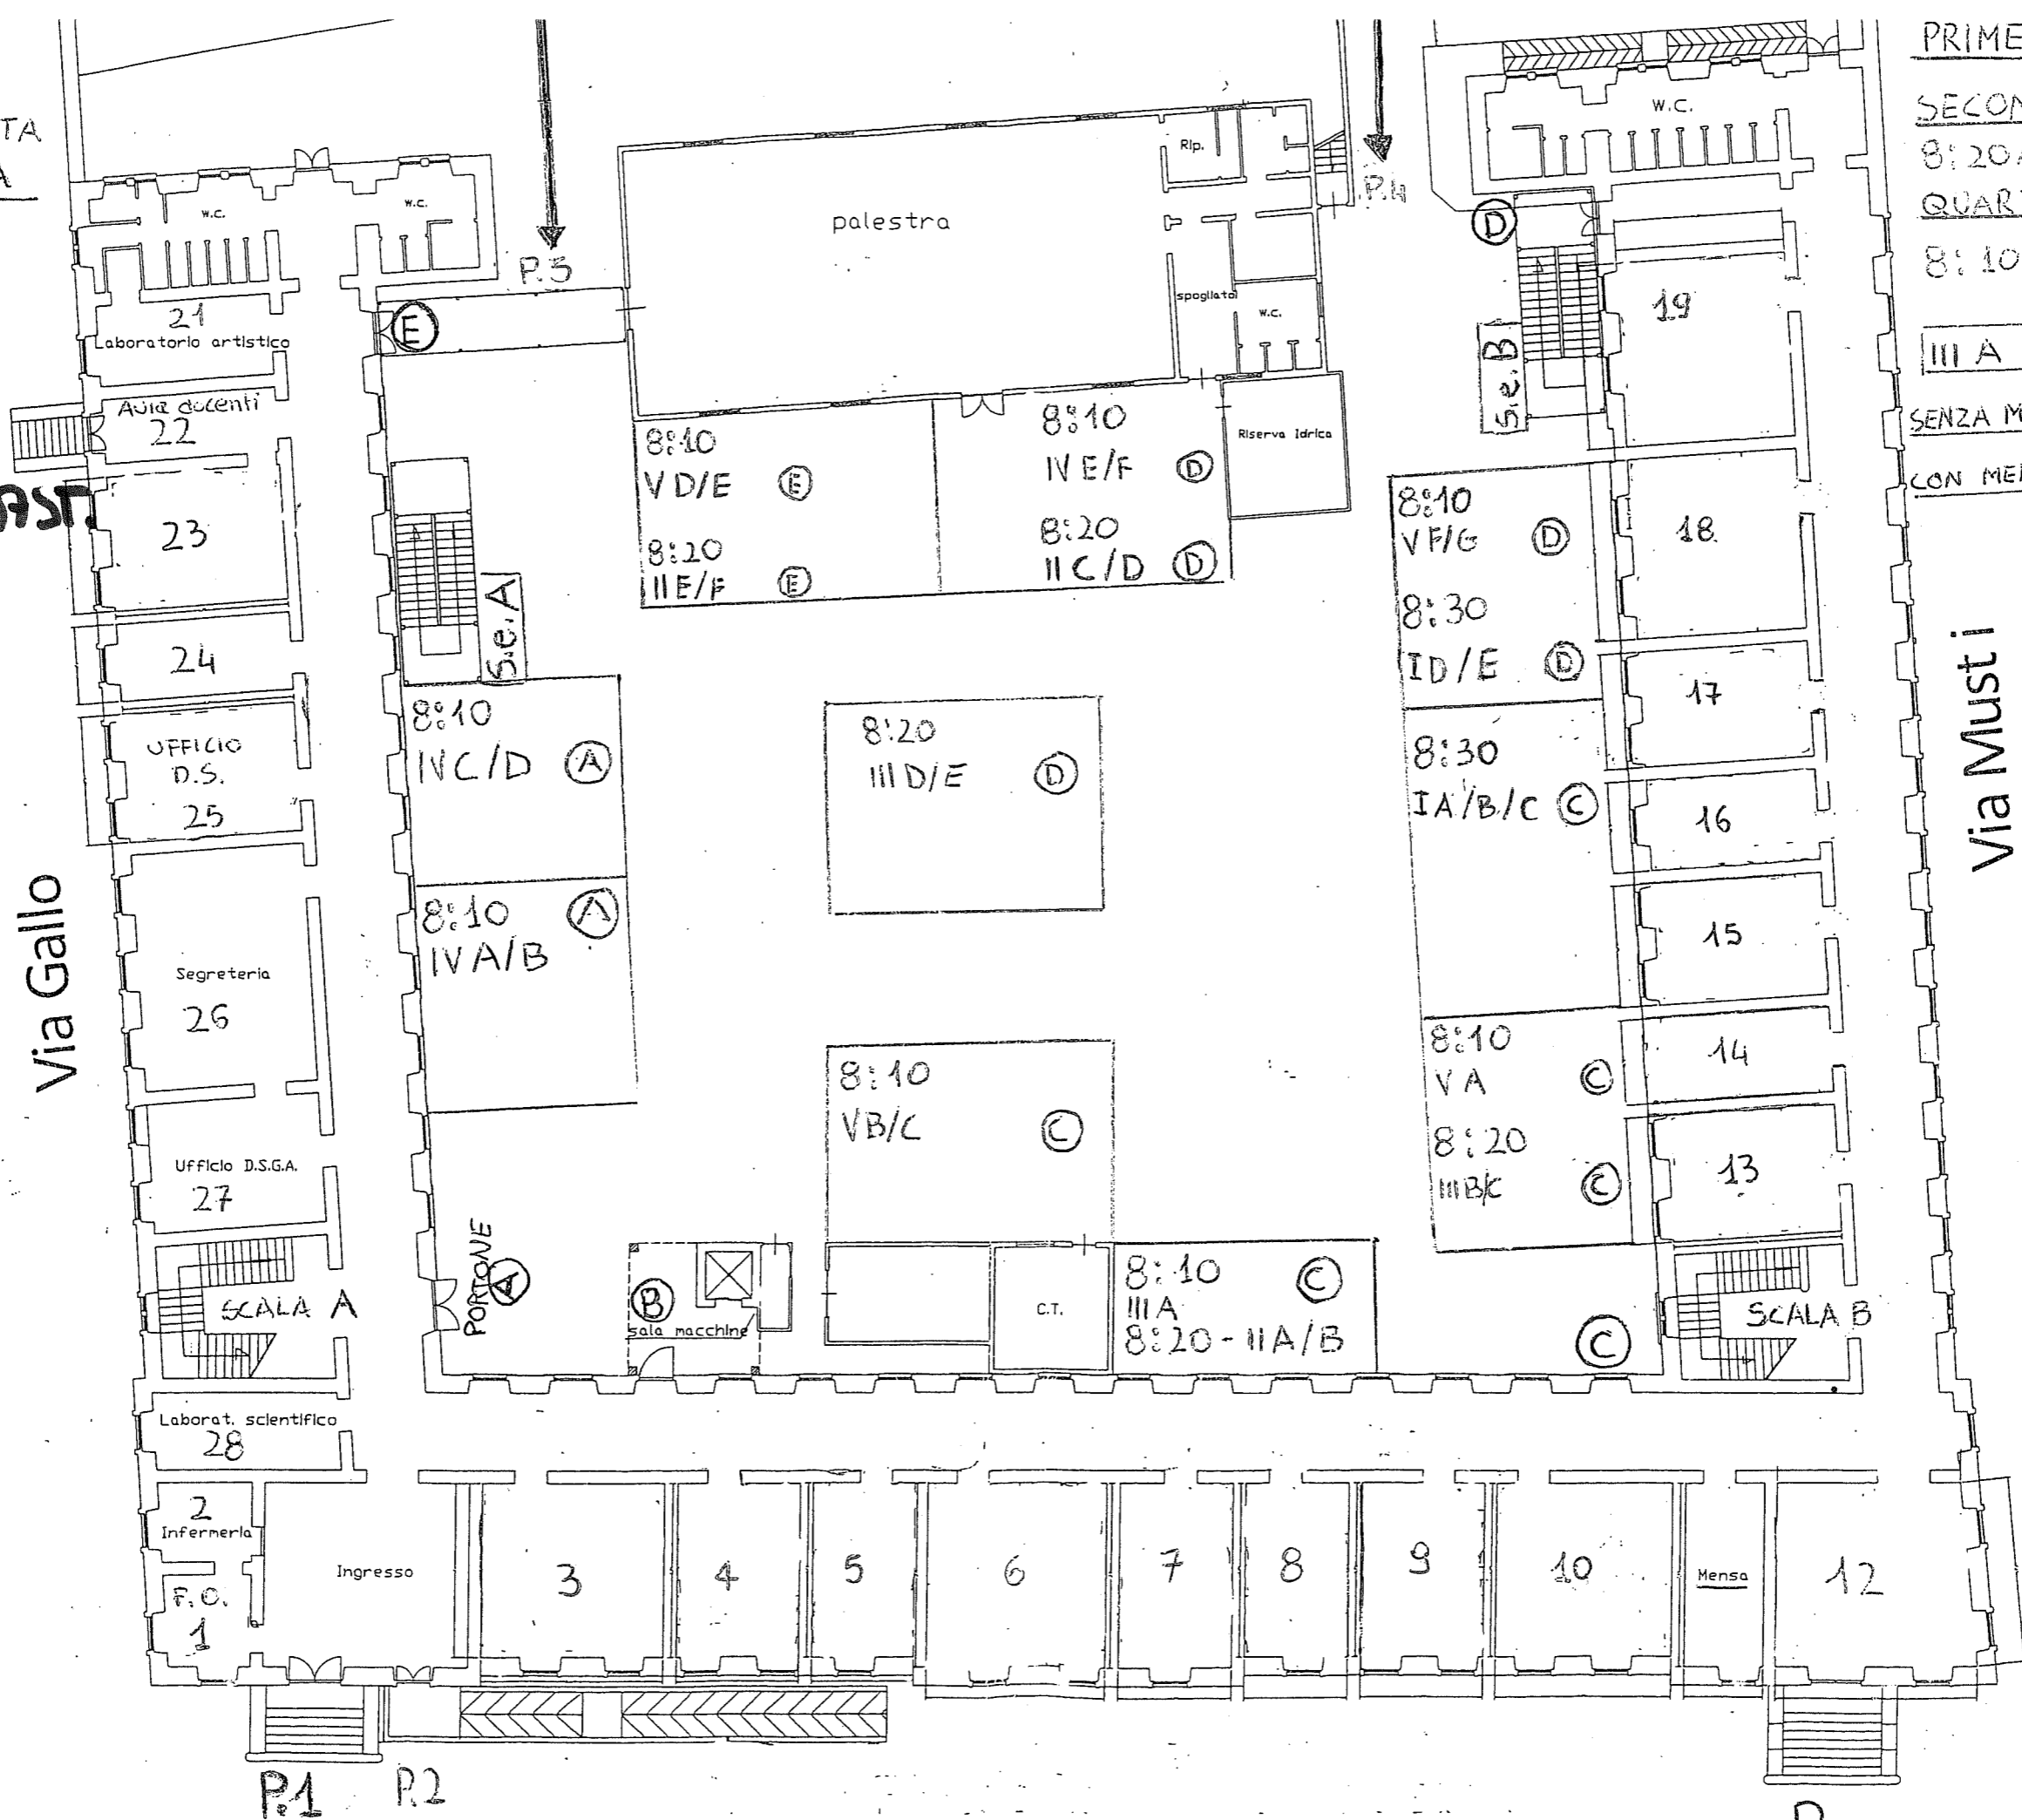 PRIME
TA
A
SECON
8:20
QUAR
8:10
III A
SENZA M
CON ME
W.C.
W.C.
W.C.
P.3
palestra
Rip.
P.4
D
spogliatoi
W.C.
19
S.e.B
21
Laboratorio artistico
E
Aula docenti
22
23
24
UFFICIO
D.S.
25
Segreteria
26
Ufficio D.S.G.A.
27
SCALA A
Via Gallo
S.e.A
8:10
V D/E E
8:20
II E/F E
8:10
IV E/F D
8:20
II C/D D
Riserva Idrica
8:10
V F/G D
8:30
I D/E D
18
17
16
15
14
13
Via Musti
8:10
IV C/D A
8:10
IV A/B A
8:20
III D/E D
8:30
I A/B/C C
8:10
V A C
8:20
III B/C C
8:10
V B/C C
PORTONE
A
B
sala macchine
C.T.
8:10 C
III A
8:20 - II A/B
C
SCALA B
Laborat. scientifico
28
2
Infermeria
F.O.
1
Ingresso
3
4
5
6
7
8
9
10
Mensa
12
P.1
P.2